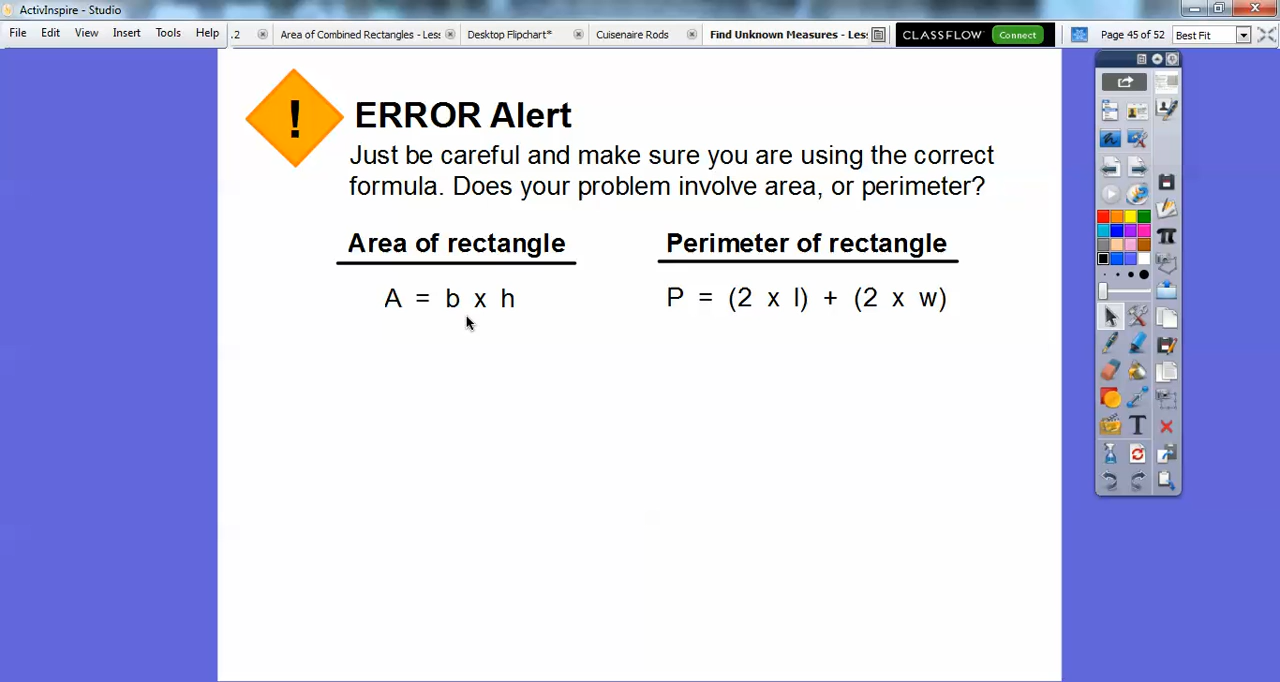 ActivInspire - Studio
File Edit View Insert Tools Help
.2 Area of Combined Rectangles - Less Desktop Flipchart* Cuisenaire Rods Find Unknown Measures - Less CLASSFLOW Connect Page 45 of 52 Best Fit
! ERROR Alert
Just be careful and make sure you are using the correct
formula. Does your problem involve area, or perimeter?
Area of rectangle Perimeter of rectangle
A = b x h P = (2 x l) + (2 x w)
T